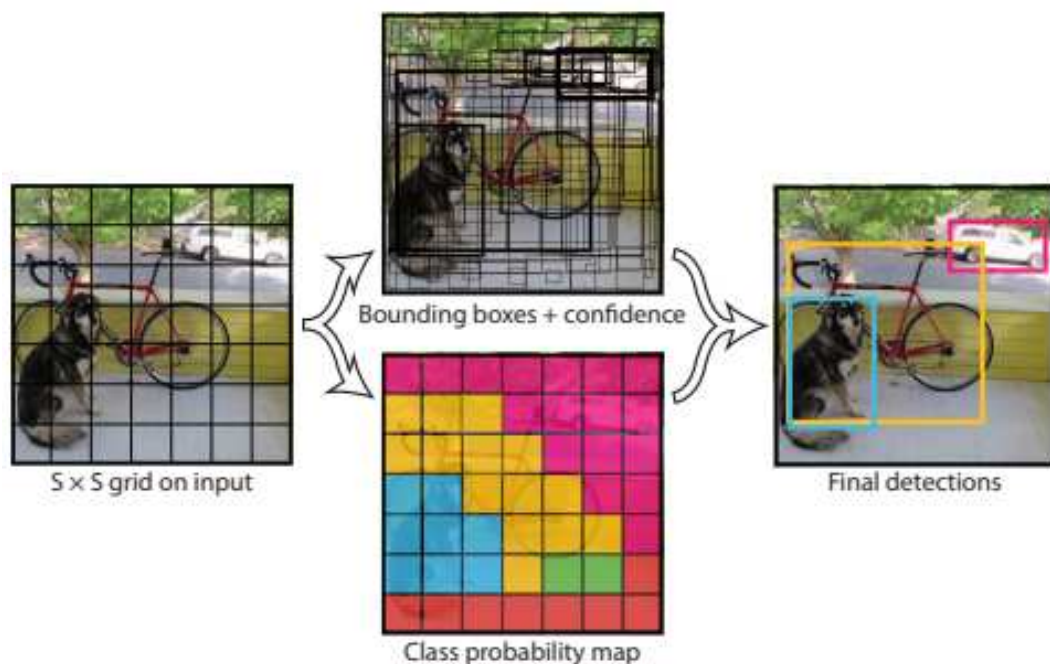 Bounding boxes + confidence
S × S grid on input
Final detections
Class probability map